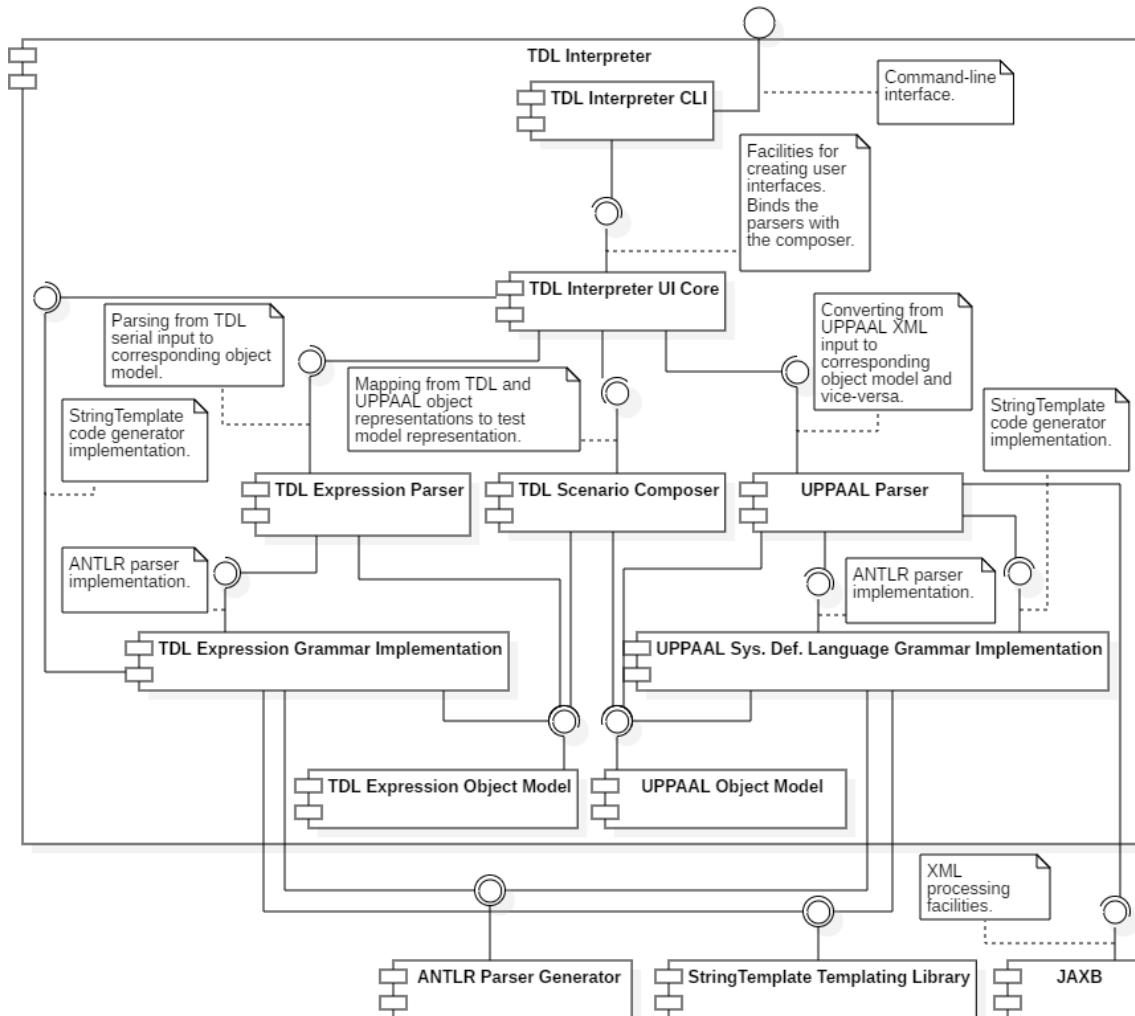 TDL Interpreter
Command-line
interface.
TDL Interpreter CLI
Facilities for
creating user
interfaces.
Binds the
parsers with
the composer.
TDL Interpreter UI Core
Parsing from TDL
serial input to
corresponding object
model.
Converting from
UPPAAL XML
input to
corresponding
object model and
vice-versa.
Mapping from TDL and
UPPAAL object
representations to test
model representation.
StringTemplate
code generator
implementation.
StringTemplate
code generator
implementation.
TDL Expression Parser
TDL Scenario Composer
UPPAAL Parser
ANTLR parser
implementation.
ANTLR parser
implementation.
TDL Expression Grammar Implementation
UPPAAL Sys. Def. Language Grammar Implementation
TDL Expression Object Model
UPPAAL Object Model
XML
processing
facilities.
ANTLR Parser Generator
StringTemplate Templating Library
JAXB